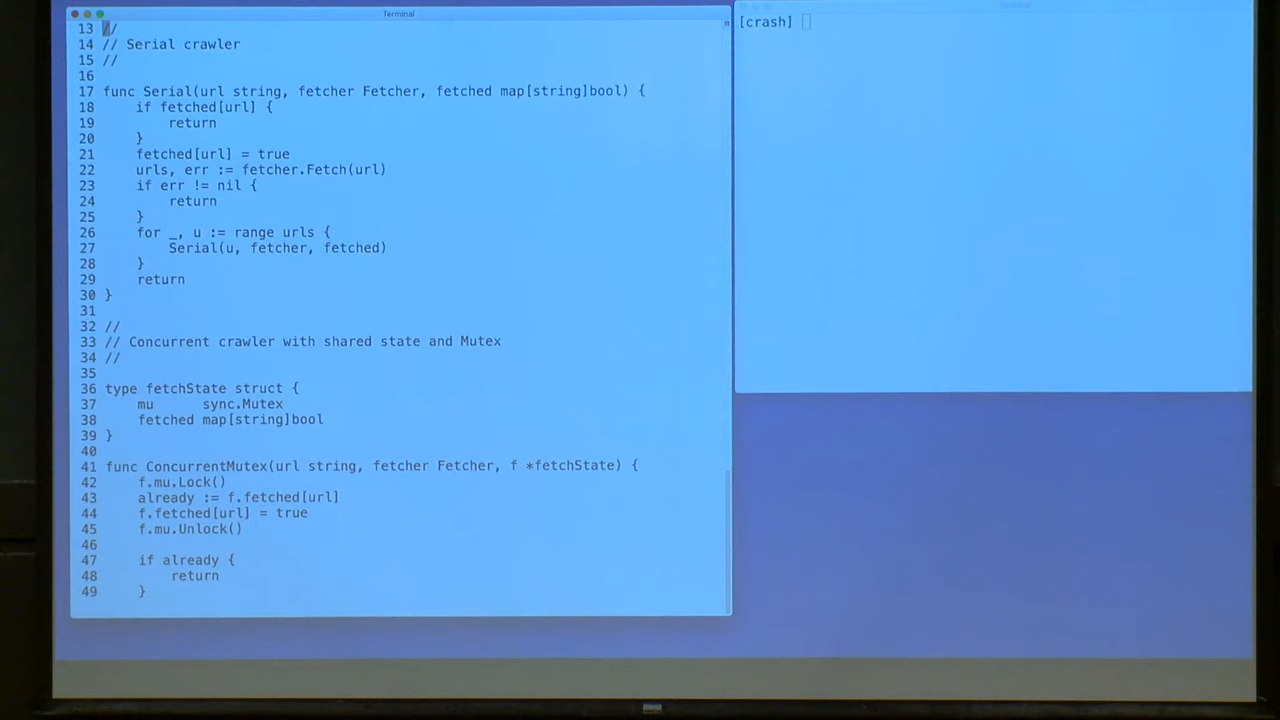 Terminal
13 //
14 // Serial crawler
15 //
16
17 func Serial(url string, fetcher Fetcher, fetched map[string]bool) {
18     if fetched[url] {
19         return
20     }
21     fetched[url] = true
22     urls, err := fetcher.Fetch(url)
23     if err != nil {
24         return
25     }
26     for _, u := range urls {
27         Serial(u, fetcher, fetched)
28     }
29     return
30 }
31
32 //
33 // Concurrent crawler with shared state and Mutex
34 //
35
36 type fetchState struct {
37     mu      sync.Mutex
38     fetched map[string]bool
39 }
40
41 func ConcurrentMutex(url string, fetcher Fetcher, f *fetchState) {
42     f.mu.Lock()
43     already := f.fetched[url]
44     f.fetched[url] = true
45     f.mu.Unlock()
46
47     if already {
48         return
49     }
[crash]